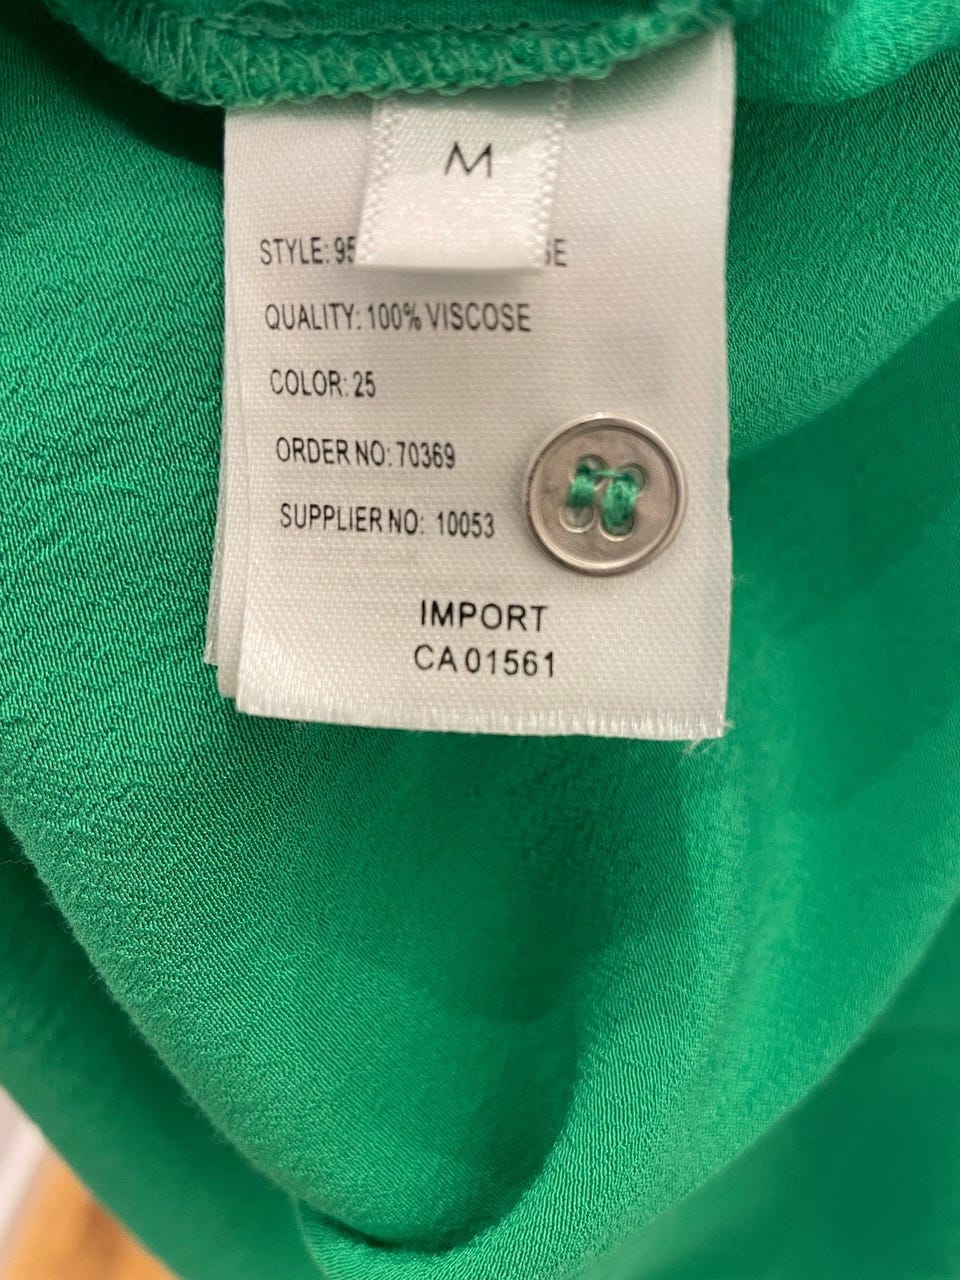 M
STYLE: 95
QUALITY: 100% VISCOSE
COLOR: 25
ORDER NO: 70369
SUPPLIER NO: 10053
IMPORT
CA 01561